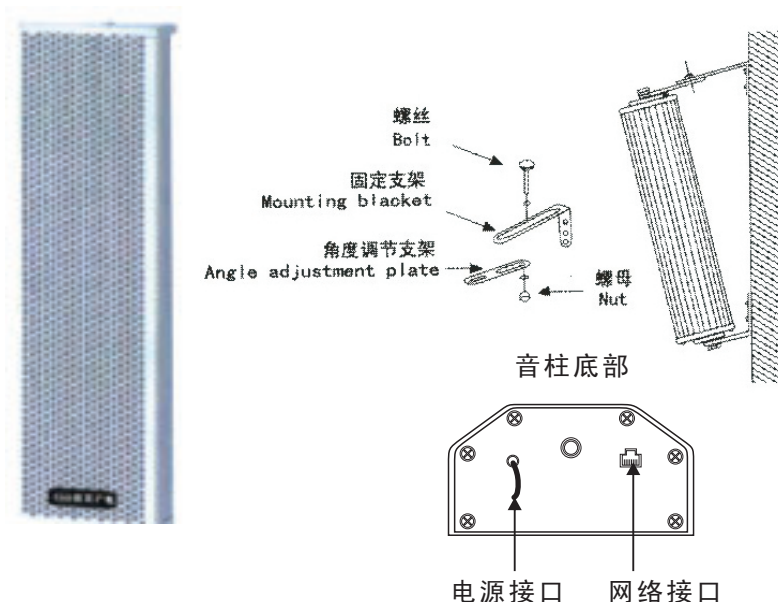 螺丝
Bolt
固定支架
Mounting blacket
角度调节支架
Angle adjustment plate
螺母
Nut
音柱底部
电源接口
网络接口